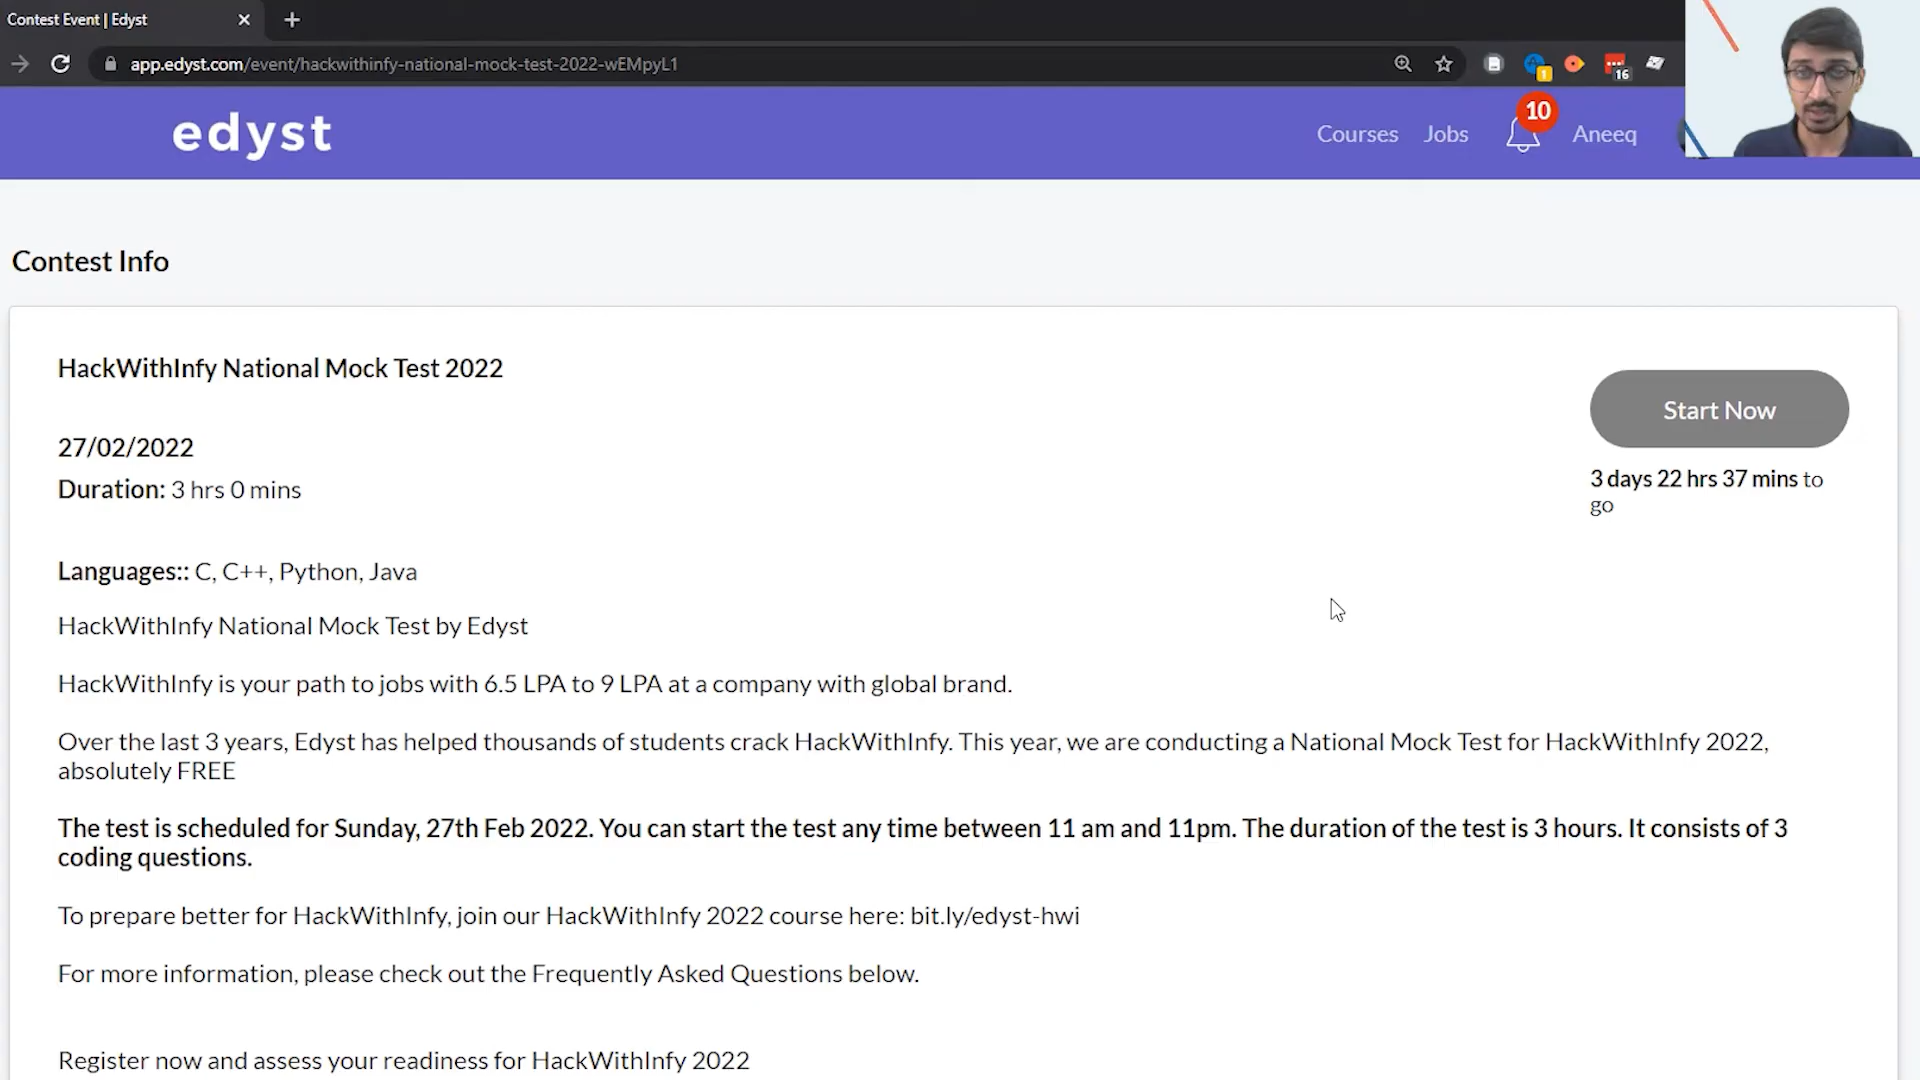 Contest Event | Edyst
app.edyst.com/event/hackwithinfy-national-mock-test-2022-wEMpyL1
1
16
edyst
Courses
Jobs
10
Aneeq
Contest Info
HackWithInfy National Mock Test 2022
Start Now
27/02/2022
3 days 22 hrs 37 mins to
go
Duration: 3 hrs 0 mins
Languages:: C, C++, Python, Java
HackWithInfy National Mock Test by Edyst
HackWithInfy is your path to jobs with 6.5 LPA to 9 LPA at a company with global brand.
Over the last 3 years, Edyst has helped thousands of students crack HackWithInfy. This year, we are conducting a National Mock Test for HackWithInfy 2022,
absolutely FREE
The test is scheduled for Sunday, 27th Feb 2022. You can start the test any time between 11 am and 11pm. The duration of the test is 3 hours. It consists of 3
coding questions.
To prepare better for HackWithInfy, join our HackWithInfy 2022 course here: bit.ly/edyst-hwi
For more information, please check out the Frequently Asked Questions below.
Register now and assess your readiness for HackWithInfy 2022